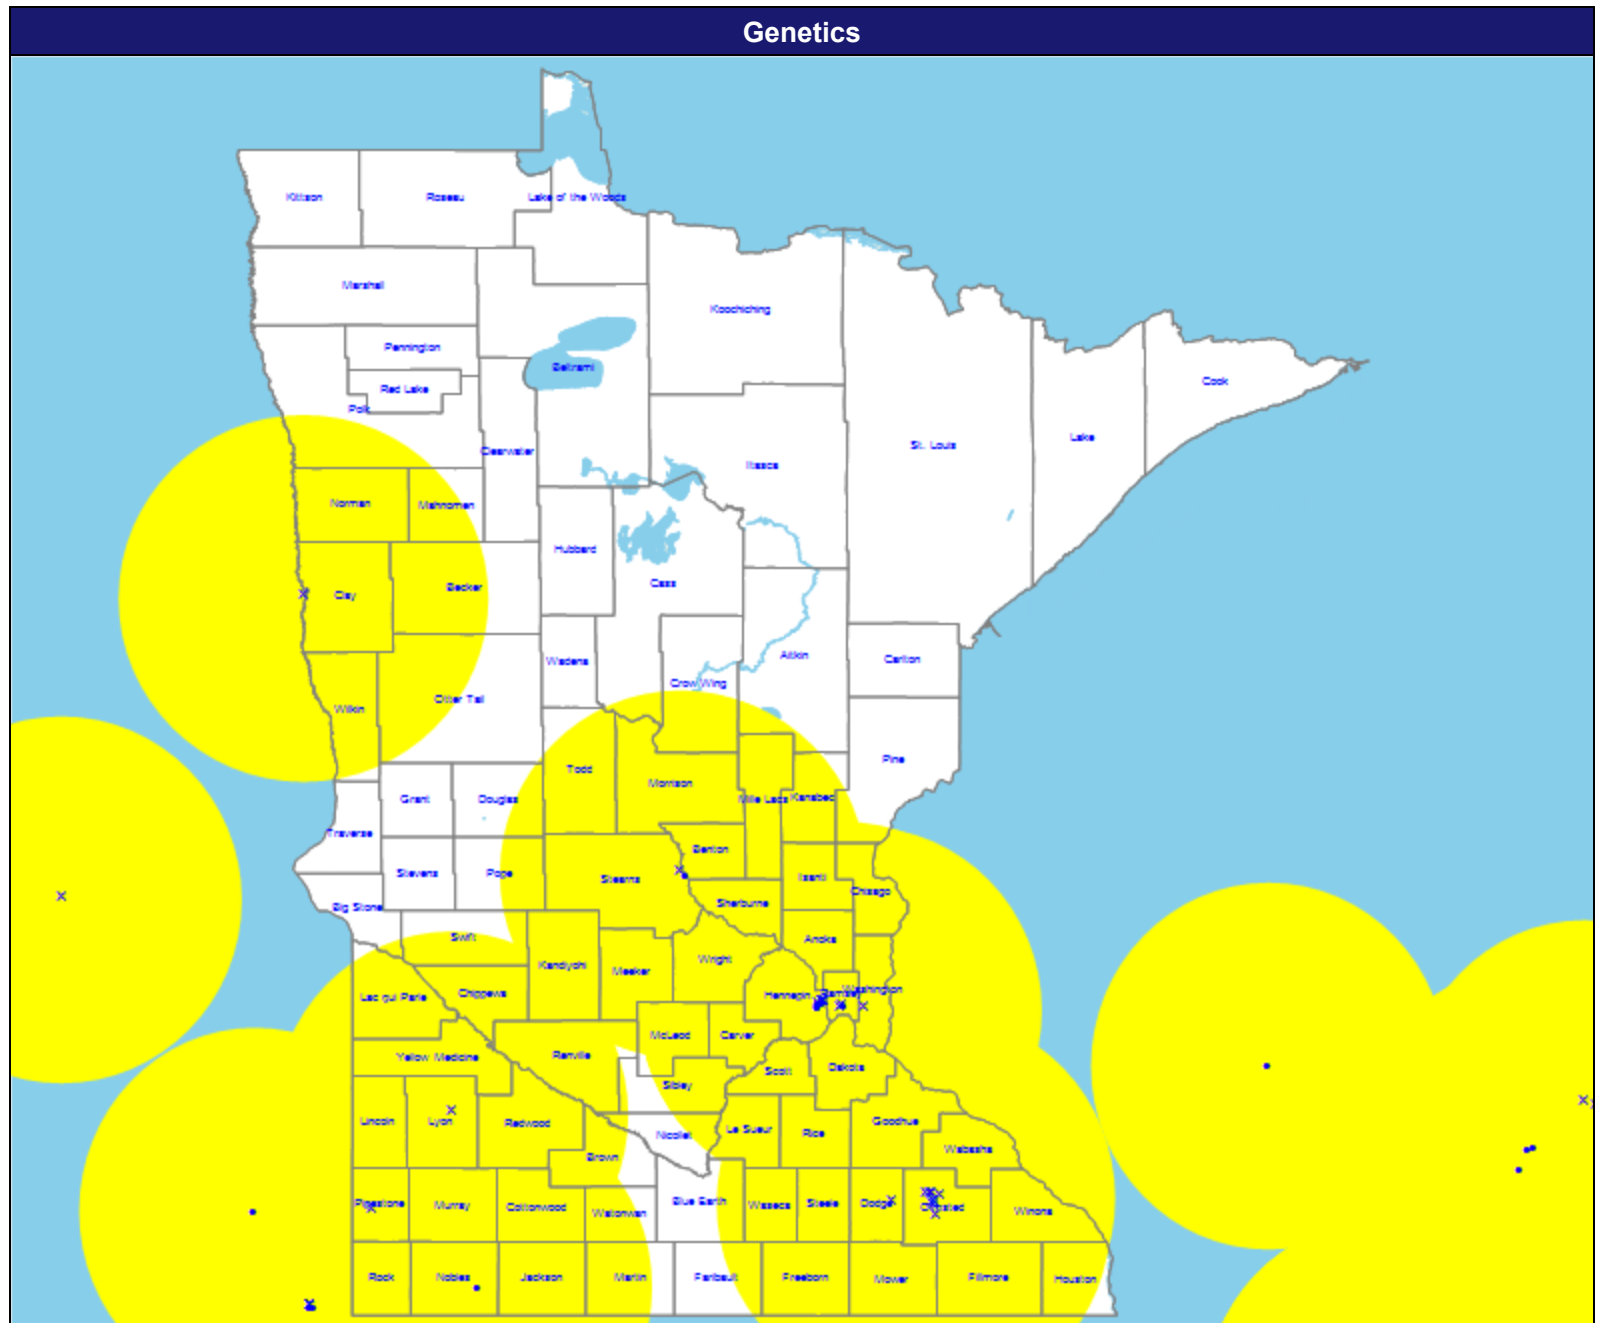 Genetics
Kittson
Roseau
Lake of the Woods
Marshall
Koochiching
Pennington
Beltrami
Red Lake
Cook
Polk
Lake
St. Louis
Clearwater
Itasca
Norman
Mahnomen
Hubbard
Cass
Becker
Clay
Aitkin
Carlton
Wadena
Crow Wing
Otter Tail
Wilkin
Pine
Todd
Morrison
Grant
Douglas
Mille Lacs
Kanabec
Traverse
Benton
Stevens
Pope
Stearns
Isanti
Chisago
Sherburne
Big Stone
Swift
Anoka
Kandiyohi
Meeker
Wright
Lac qui Parle
Chippewa
Hennepin
Ramsey
Washington
McLeod
Carver
Yellow Medicine
Renville
Scott
Dakota
Sibley
Lincoln
Lyon
Redwood
Nicollet
Le Sueur
Rice
Goodhue
Wabasha
Brown
Pipestone
Murray
Cottonwood
Watonwan
Blue Earth
Waseca
Steele
Dodge
Olmsted
Winona
Rock
Nobles
Jackson
Martin
Faribault
Freeborn
Mower
Fillmore
Houston